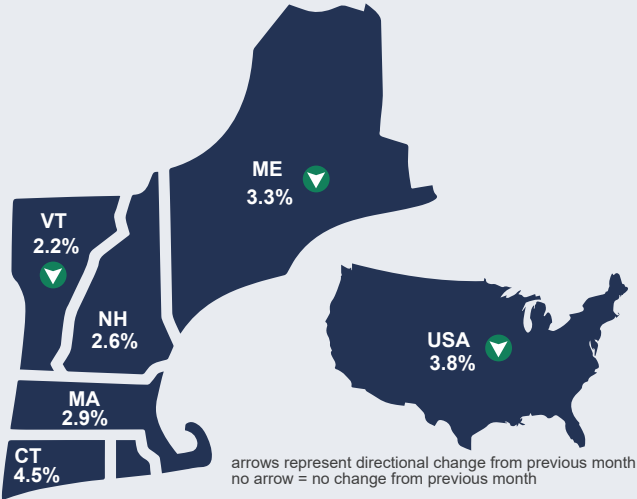 ME
3.3%
VT
2.2%
NH
2.6%
USA
3.8%
MA
2.9%
CT
4.5%
arrows represent directional change from previous month
no arrow = no change from previous month